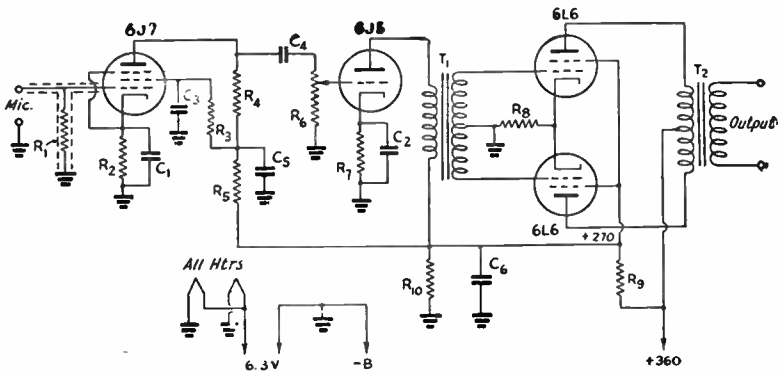 6J7
6J5
6L6
C4
T1
T2
Mic.
C3
R4
R6
R8
Output
R1
R3
R2
C1
C5
R7
C2
R5
6L6
+270
All Htrs
C6
R10
R9
6.3V
-B
+360